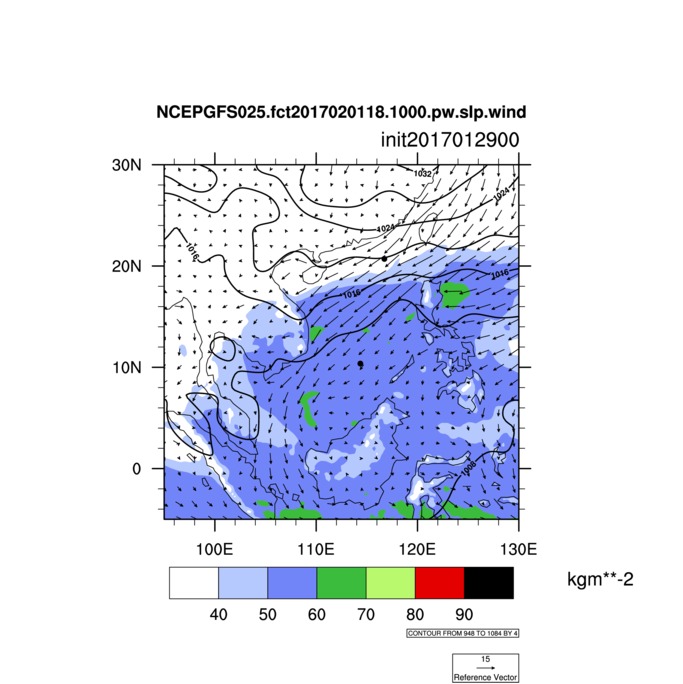 NCEPGFS025.fct2017020118.1000.pw.slp.wind
init2017012900
30N
20N
10N
0
1032
1024
1024
1016
1016
1016
1008
100E
110E
120E
130E
kgm**-2
40
50
60
70
80
90
CONTOUR FROM 948 TO 1084 BY 4
15
Reference Vector